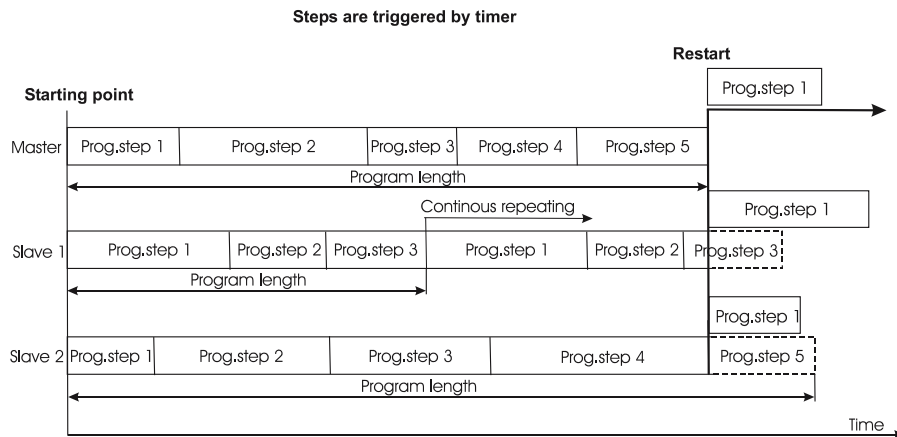 Steps are triggered by timer
Restart
Prog.step 1
Starting point
Master
Prog.step 1 Prog.step 2 Prog.step 3 Prog.step 4 Prog.step 5
Program length
Continous repeating
Prog.step 1
Slave 1
Prog.step 1 Prog.step 2 Prog.step 3 Prog.step 1 Prog.step 2 Prog.step 3
Program length
Prog.step 1
Slave 2
Prog.step 1 Prog.step 2 Prog.step 3 Prog.step 4 Prog.step 5
Program length
Time